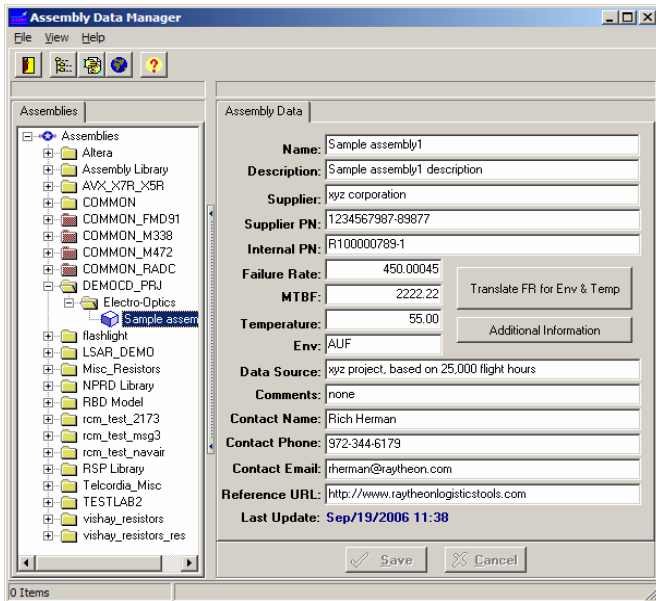 Assembly Data Manager
File View Help
Assemblies
Assemblies
Altera
Assembly Library
AVX_X7R_X5R
COMMON
COMMON_FMD91
COMMON_M338
COMMON_M472
COMMON_RADC
DEMOCD_PRJ
Electro-Optics
Sample assem
flashlight
LSAR_DEMO
Misc_Resistors
NPRD Library
RBD Model
rcm_test_2173
rcm_test_msg3
rcm_test_navair
RSP Library
Telcordia_Misc
TESTLAB2
vishay_resistors
vishay_resistors_res
Assembly Data
Name: Sample assembly1
Description: Sample assembly1 description
Supplier: xyz corporation
Supplier PN: 1234567987-89877
Internal PN: R100000789-1
Failure Rate: 450.00045
MTBF: 2222.22
Translate FR for Env & Temp
Temperature: 55.00
Additional Information
Env: AUF
Data Source: xyz project, based on 25,000 flight hours
Comments: none
Contact Name: Rich Herman
Contact Phone: 972-344-6179
Contact Email: rherman@raytheon.com
Reference URL: http://www.raytheonlogisticstools.com
Last Update: Sep/19/2006 11:38
Save Cancel
0 Items